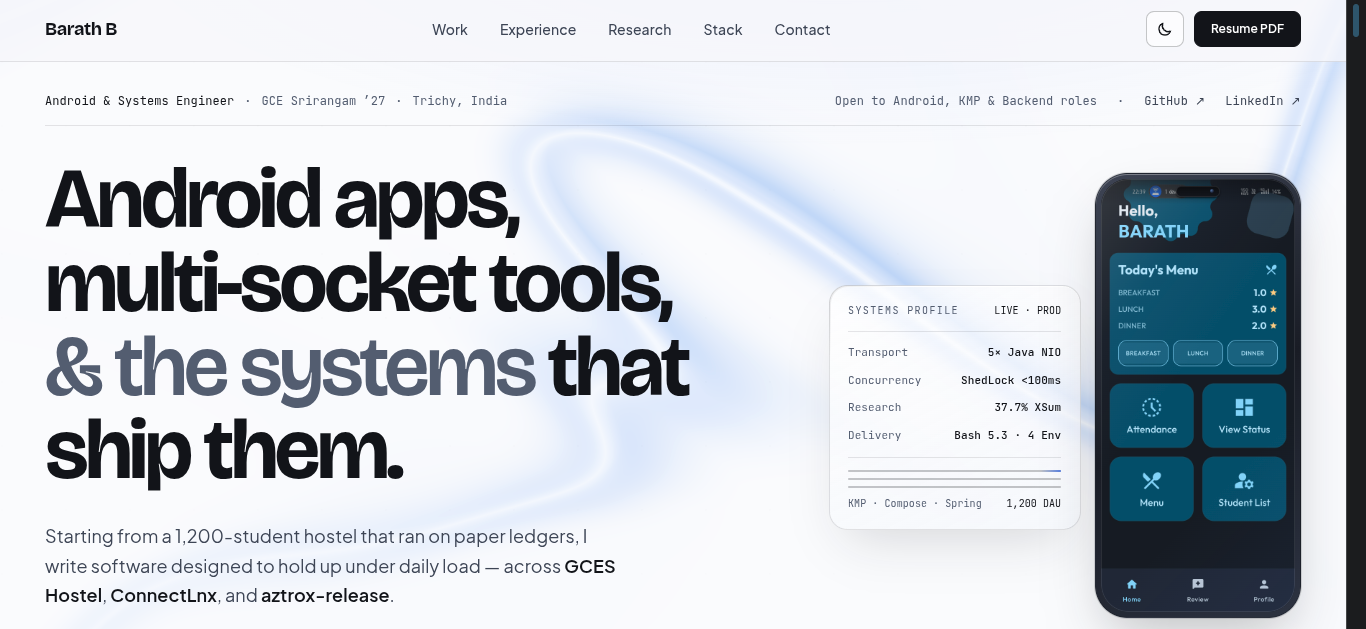 Barath B
Work
Experience
Research
Stack
Contact
Resume PDF
Android & Systems Engineer · GCE Srirangam ’27 · Trichy, India
Open to Android, KMP & Backend roles · GitHub ↗ LinkedIn ↗
Android apps,
multi-socket tools,
& the systems that
ship them.
Starting from a 1,200-student hostel that ran on paper ledgers, I
write software designed to hold up under daily load — across GCES
Hostel, ConnectLnx, and aztrox-release.
SYSTEMS PROFILE LIVE · PROD
Transport 5× Java NIO
Concurrency ShedLock <100ms
Research 37.7% XSum
Delivery Bash 5.3 · 4 Env
KMP · Compose · Spring 1,200 DAU
22:19
Hello,
BARATH
Today's Menu
BREAKFAST 1.0 ★
LUNCH 3.0 ★
DINNER 2.0 ★
BREAKFAST LUNCH DINNER
Attendance View Status
Menu Student List
Home Review Profile